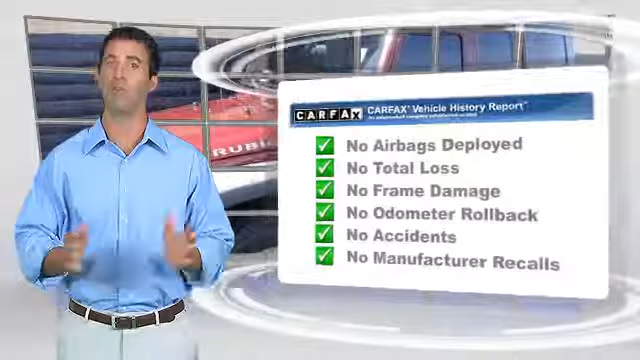 CARFAX CARFAX Vehicle History Report™
No Airbags Deployed
No Total Loss
No Frame Damage
No Odometer Rollback
No Accidents
No Manufacturer Recalls
RUBI